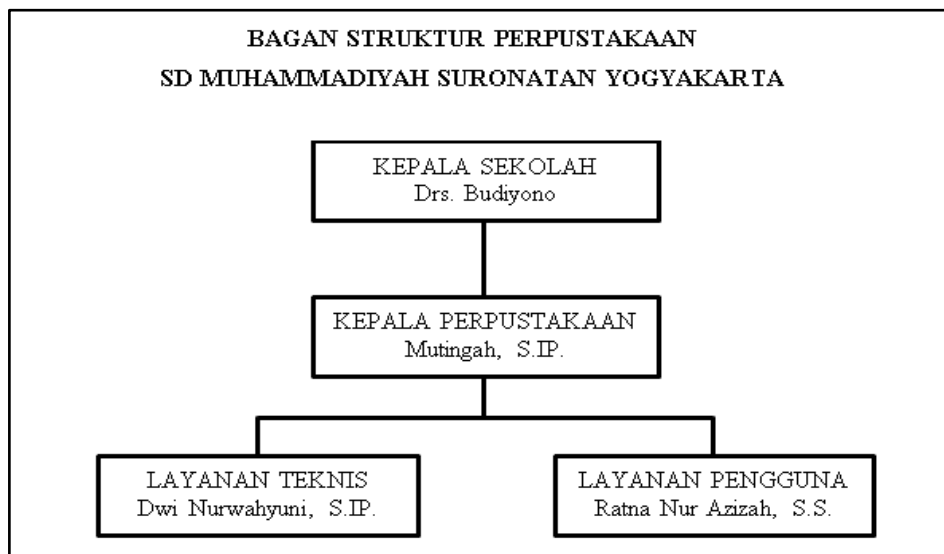 BAGAN STRUKTUR PERPUSTAKAAN
SD MUHAMMADIYAH SURONATAN YOGYAKARTA
KEPALA SEKOLAH
Drs. Budiyono
KEPALA PERPUSTAKAAN
Mutingah, S.IP.
LAYANAN TEKNIS
Dwi Nurwahyuni, S.IP.
LAYANAN PENGGUNA
Ratna Nur Azizah, S.S.